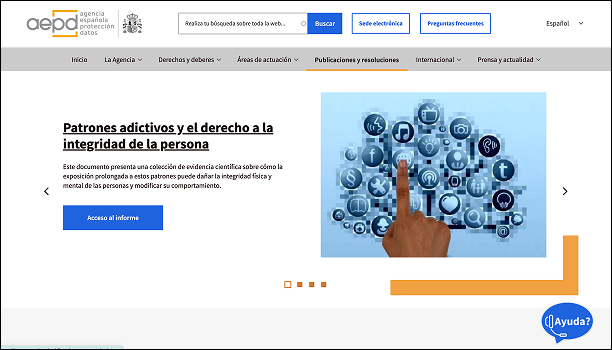 aepd
agencia
española
protección
datos
Realiza tu búsqueda sobre toda la web...
Buscar
Sede electrónica
Preguntas frecuentes
Español
Inicio
La Agencia
Derechos y deberes
Áreas de actuación
Publicaciones y resoluciones
Internacional
Prensa y actualidad
Patrones adictivos y el derecho a la
integridad de la persona
Este documento presenta una colección de evidencia científica sobre cómo la
exposición prolongada a estos patrones puede dañar la integridad física y
mental de las personas y modificar su comportamiento.
Acceso al informe
¿Ayuda?